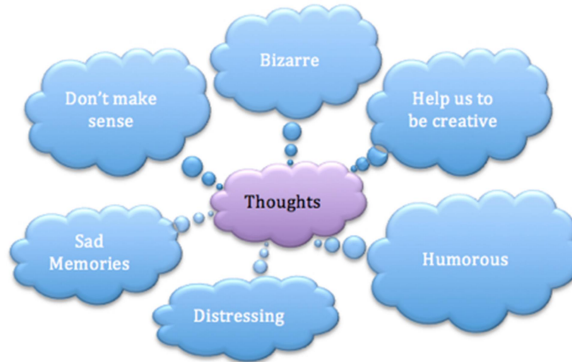 Bizarre
Don't make
sense
Help us to
be creative
Thoughts
Sad
Memories
Humorous
Distressing